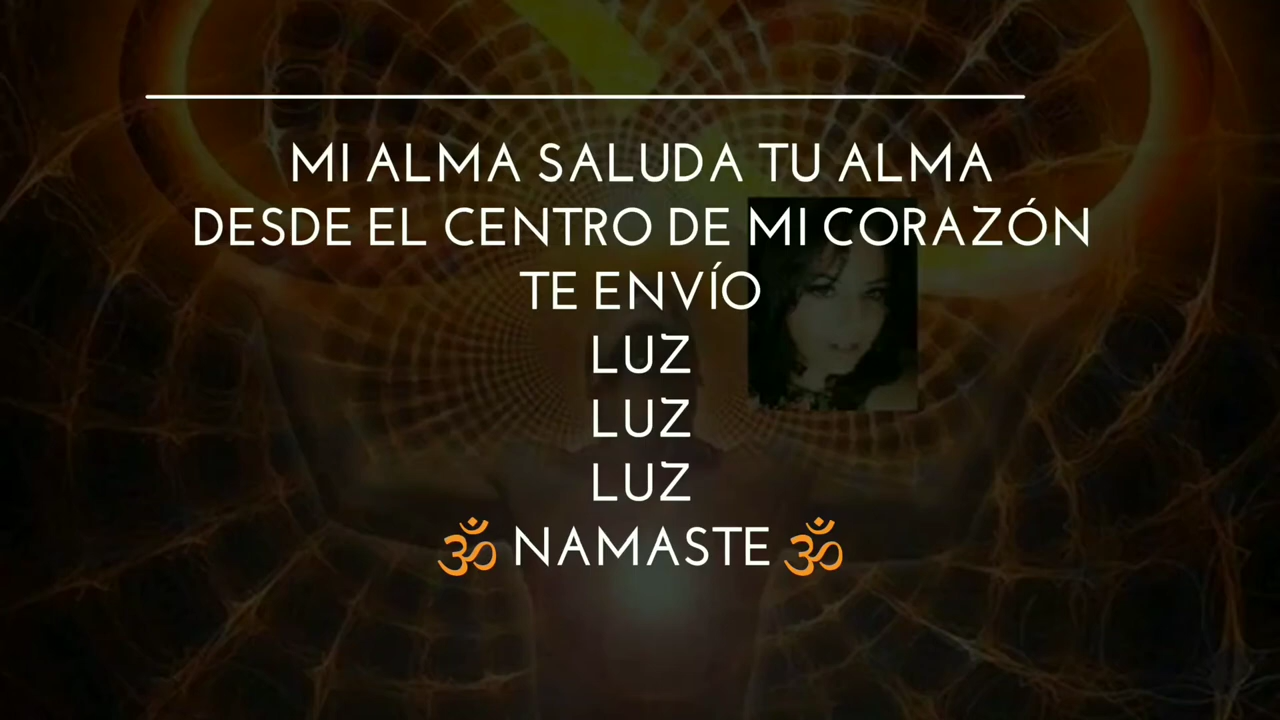 MI ALMA SALUDA TU ALMA
DESDE EL CENTRO DE MI CORAZÓN
TE ENVÍO
LUZ
LUZ
LUZ
🕉 NAMASTE 🕉